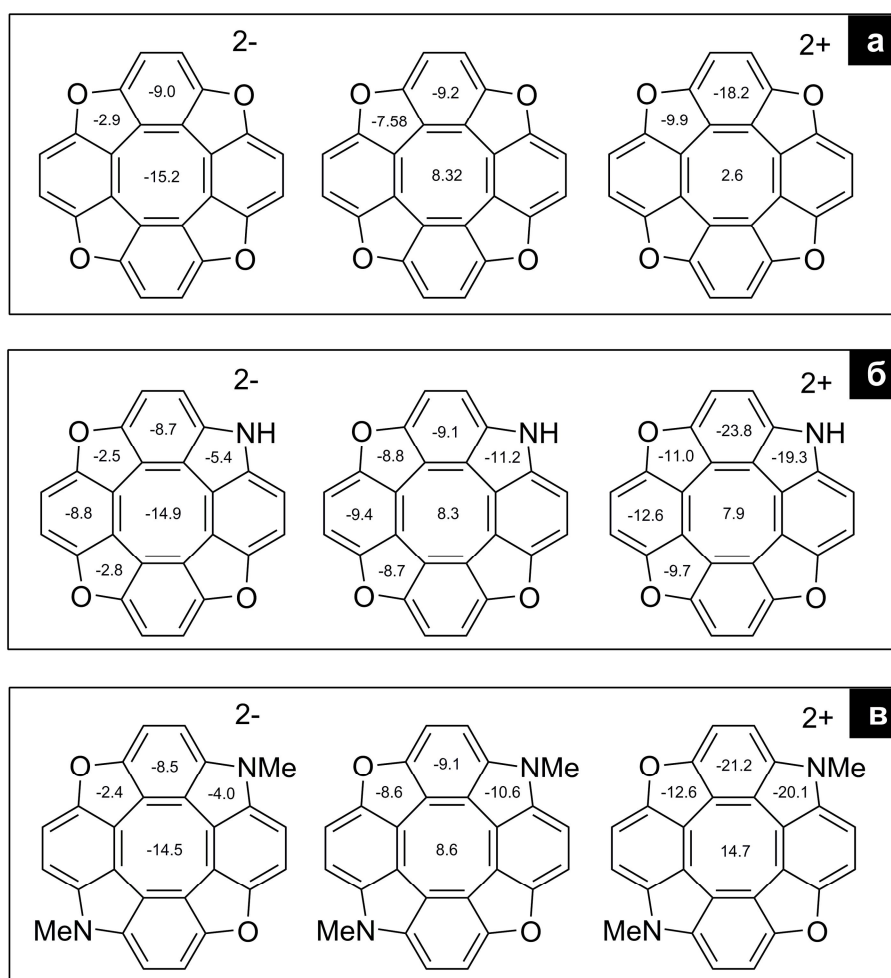 2-
2+
а
O
-9.0
O
O
-9.2
O
O
-18.2
O
-2.9
-7.58
-9.9
-15.2
8.32
2.6
O
O
O
O
O
O
2-
2+
б
O
-8.7
NH
O
-9.1
NH
O
-23.8
NH
-2.5
-5.4
-8.8
-11.2
-11.0
-19.3
-8.8
-14.9
-9.4
8.3
-12.6
7.9
-2.8
-8.7
-9.7
O
O
O
O
O
O
2-
2+
в
O
-8.5
NMe
O
-9.1
NMe
O
-21.2
NMe
-2.4
-4.0
-8.6
-10.6
-12.6
-20.1
-14.5
8.6
14.7
MeN
O
MeN
O
MeN
O